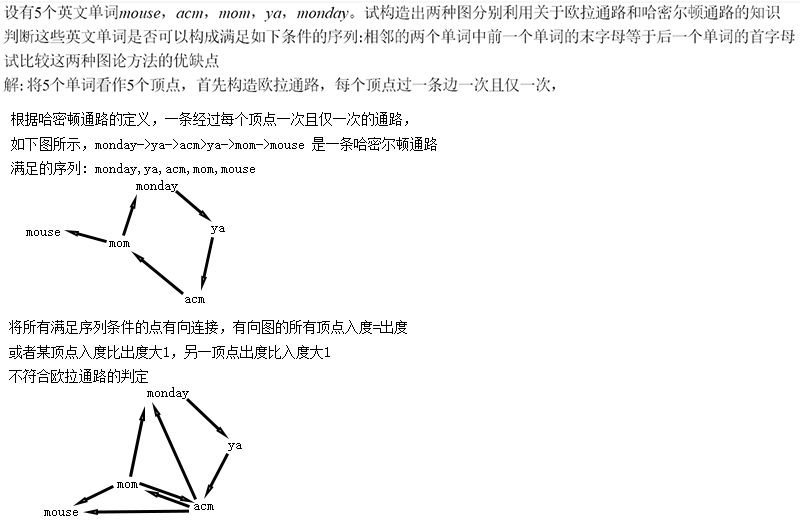 设有5个英文单词mouse，acm，mom，ya，monday。试构造出两种图分别利用关于欧拉通路和哈密尔顿通路的知识
判断这些英文单词是否可以构成满足如下条件的序列:相邻的两个单词中前一个单词的末字母等于后一个单词的首字母
试比较这两种图论方法的优缺点
解: 将5个单词看作5个顶点，首先构造欧拉通路，每个顶点过一条边一次且仅一次，
根据哈密顿通路的定义，一条经过每个顶点一次且仅一次的通路，
如下图所示，monday->ya->acm>ya->mom->mouse 是一条哈密尔顿通路
满足的序列: monday,ya,acm,mom,mouse
monday
mouse
mom
ya
acm
将所有满足序列条件的点有向连接，有向图的所有顶点入度=出度
或者某顶点入度比出度大1，另一顶点出度比入度大1
不符合欧拉通路的判定
monday
ya
mom
mouse
acm